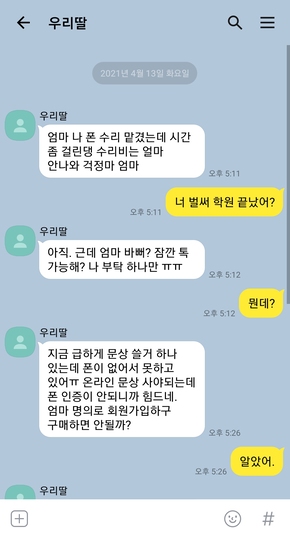 우리딸
2021년 4월 13일 화요일
우리딸
엄마 나 폰 수리 맡겼는데 시간
좀 걸린댕 수리비는 얼마
안나와 걱정마 엄마
오후 5:11
너 벌써 학원 끝났어?
오후 5:11
우리딸
아직. 근데 엄마 바뻐? 잠깐 톡
가능해? 나 부탁 하나만 ㅠㅠ
오후 5:12
뭔데?
오후 5:12
우리딸
지금 급하게 문상 쓸거 하나
있는데 폰이 없어서 못하고
있어ㅠ 온라인 문상 사야되는데
폰 인증이 안되니까 힘드네.
엄마 명의로 회원가입하구
구매하면 안될까?
오후 5:26
알았어.
오후 5:26
우리딸
#